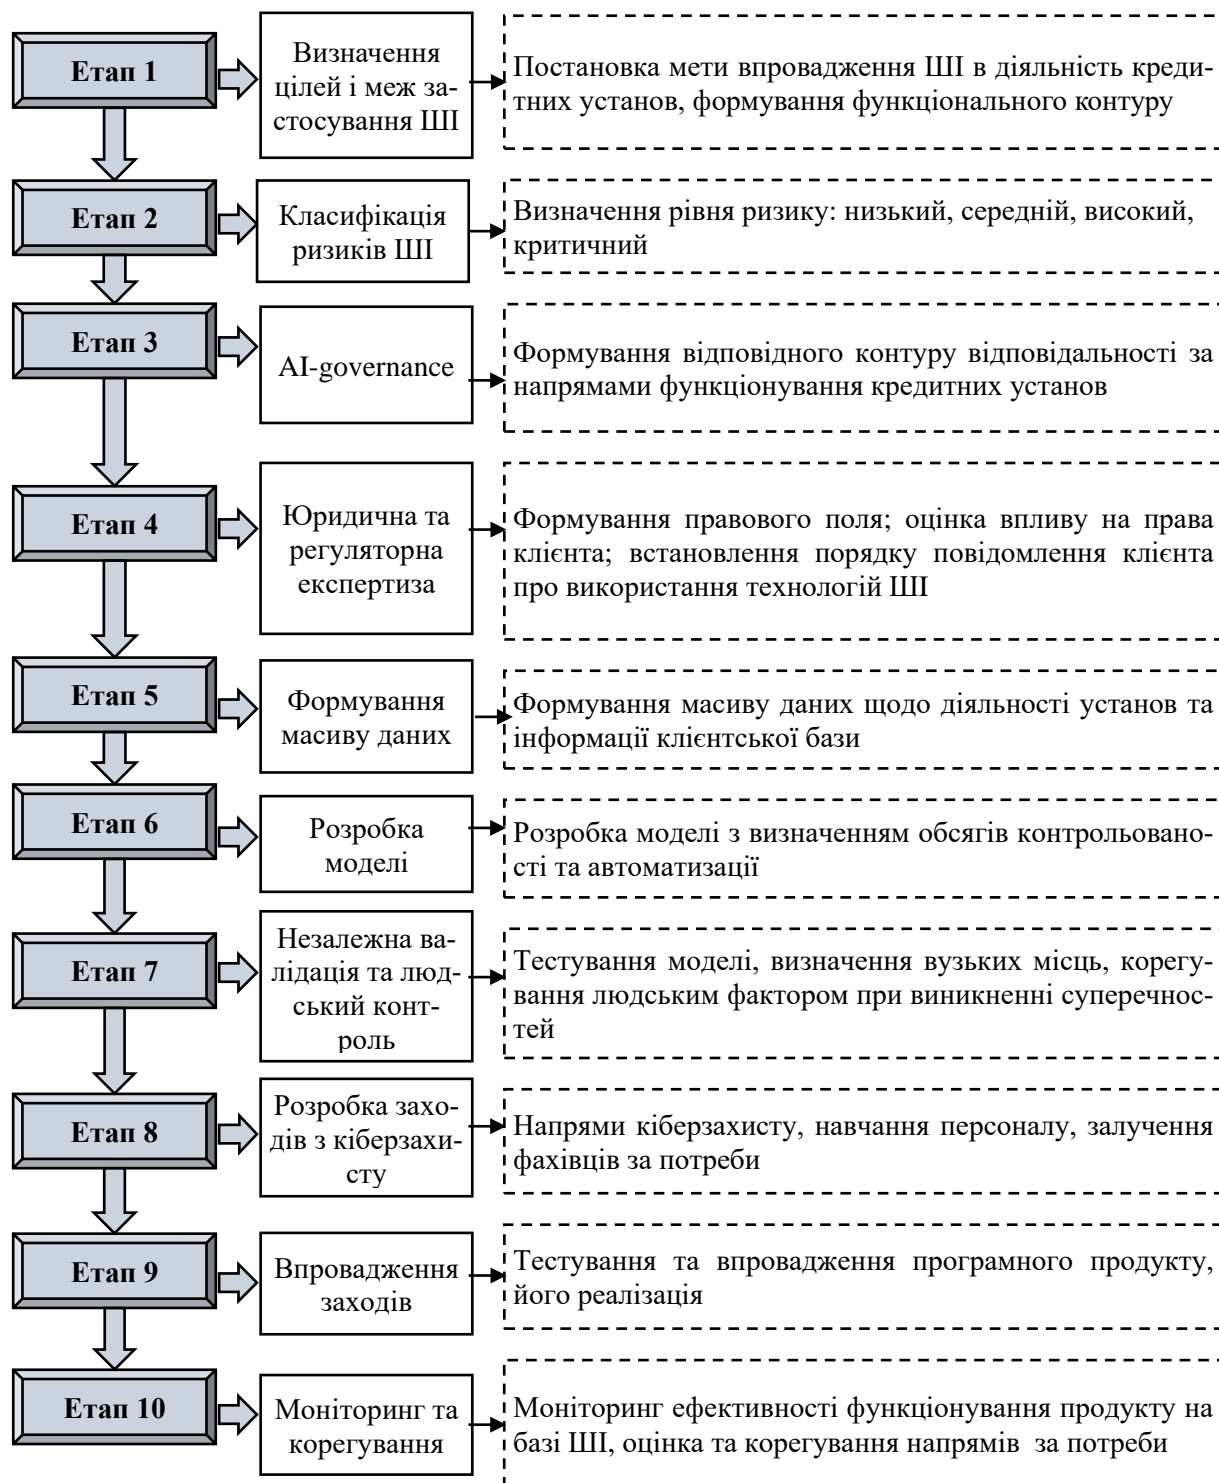 Етап 1
Визначення
цілей і меж за-
стосування ШІ
Постановка мети впровадження ШІ в діяльність креди-
тних установ, формування функціонального контуру
Етап 2
Класифікація
ризиків ШІ
Визначення рівня ризику: низький, середній, високий,
критичний
Етап 3
AI-governance
Формування відповідного контуру відповідальності за
напрямами функціонування кредитних установ
Етап 4
Юридична та
регуляторна
експертиза
Формування правового поля; оцінка впливу на права
клієнта; встановлення порядку повідомлення клієнта
про використання технологій ШІ
Етап 5
Формування
масиву даних
Формування масиву даних щодо діяльності установ та
інформації клієнтської бази
Етап 6
Розробка
моделі
Розробка моделі з визначенням обсягів контрольовано-
сті та автоматизації
Етап 7
Незалежна ва-
лідація та люд-
ський конт-
роль
Тестування моделі, визначення вузьких місць, корегу-
вання людським фактором при виникненні суперечнос-
тей
Етап 8
Розробка захо-
дів з кіберзахи-
сту
Напрями кіберзахисту, навчання персоналу, залучення
фахівців за потреби
Етап 9
Впровадження
заходів
Тестування та впровадження програмного продукту,
його реалізація
Етап 10
Моніторинг та
корегування
Моніторинг ефективності функціонування продукту на
базі ШІ, оцінка та корегування напрямів за потреби